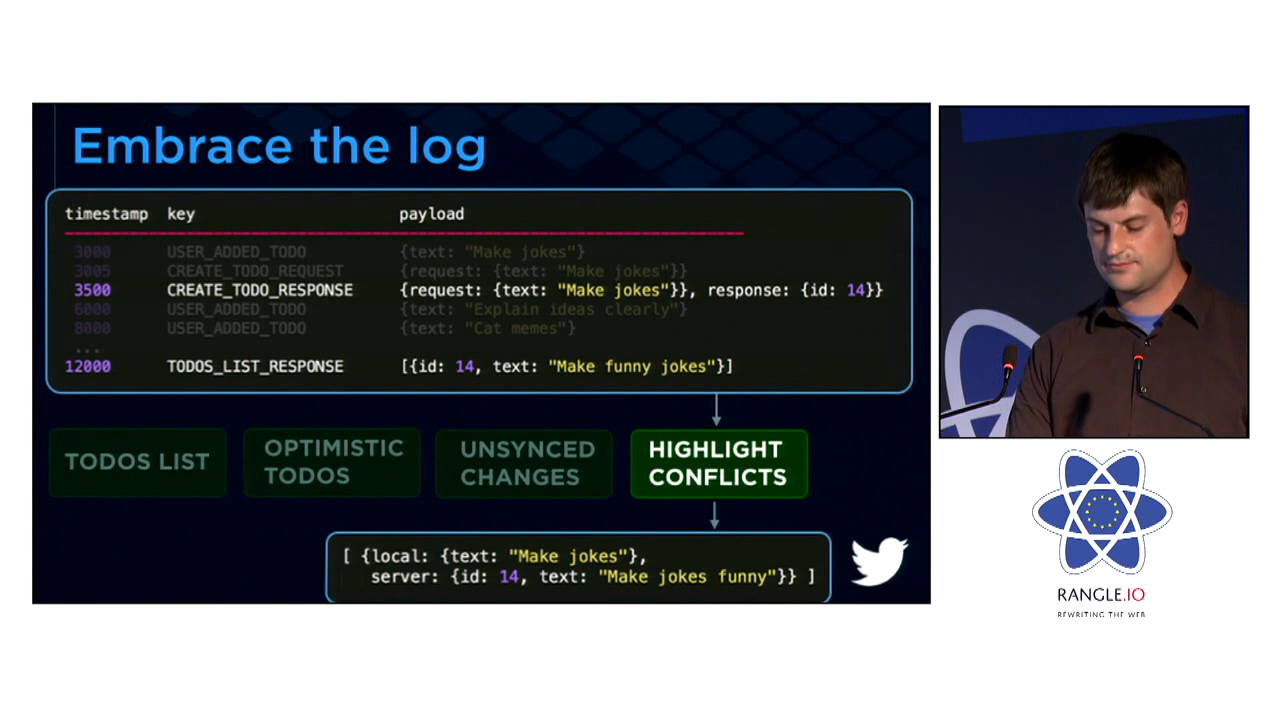 Embrace the log
timestamp key payload
3000 USER_ADDED_TODO {text: "Make jokes"}
3005 CREATE_TODO_REQUEST {request: {text: "Make jokes"}}
3500 CREATE_TODO_RESPONSE {request: {text: "Make jokes"}}, response: {id: 14}}
6000 USER_ADDED_TODO {text: "Explain ideas clearly"}
8000 USER_ADDED_TODO {text: "Cat memes"}
...
12000 TODOS_LIST_RESPONSE [{id: 14, text: "Make funny jokes"}]
TODOS LIST
OPTIMISTIC
TODOS
UNSYNCED
CHANGES
HIGHLIGHT
CONFLICTS
[ {local: {text: "Make jokes"},
server: {id: 14, text: "Make jokes funny"}} ]
RANGLE.IO
REWRITING THE WEB